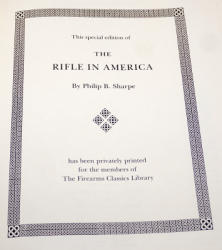 This special edition of
THE
RIFLE IN AMERICA
By Philip B. Sharpe
has been privately printed
for the members of
The Firearms Classics Library